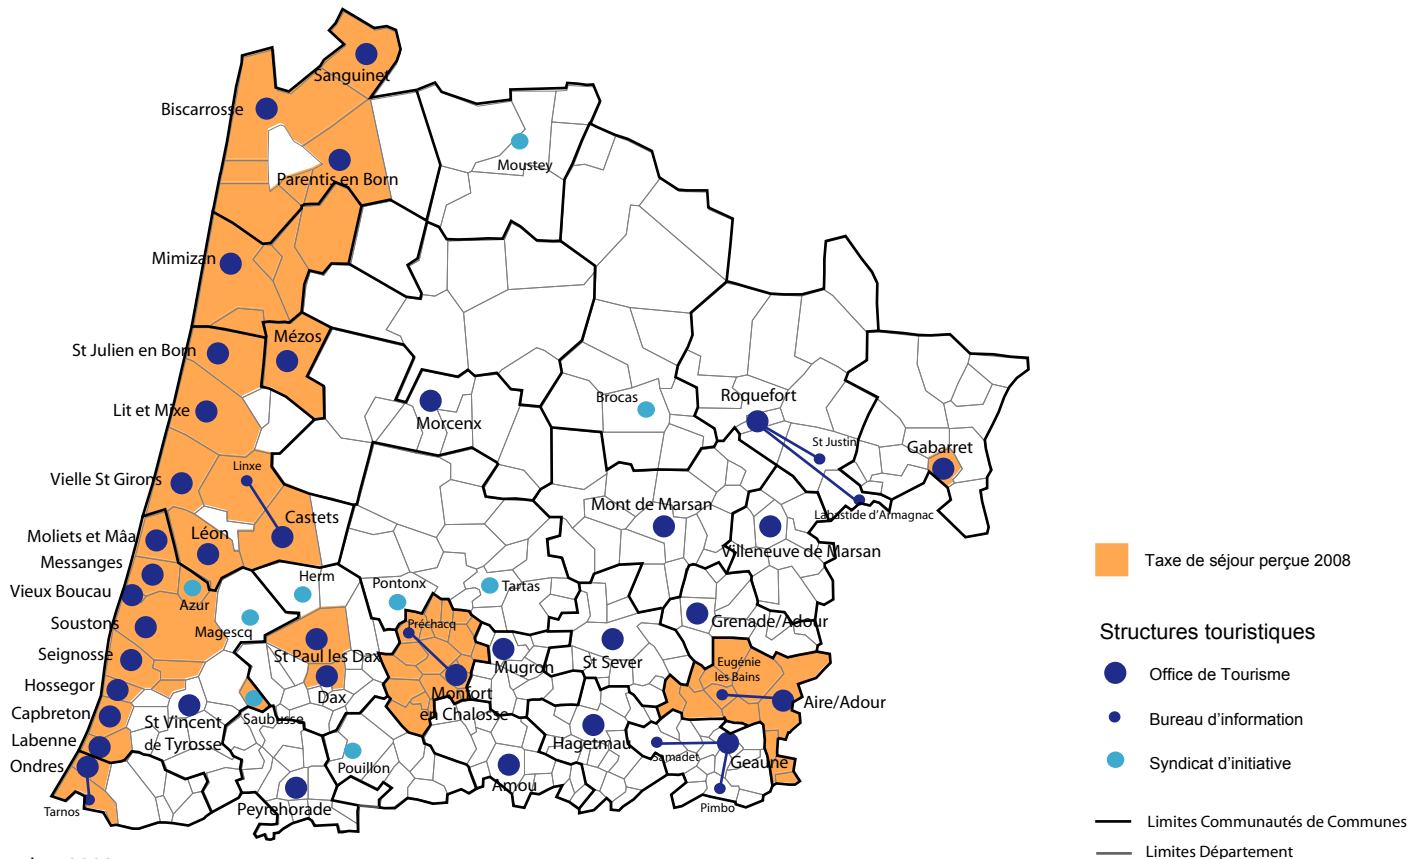 Sanguinet
Biscarrosse
Moustey
Parentis en Born
Mimizan
Mézos
St Julien en Born
Lit et Mixe
Morcenx
Brocas
Roquefort
St Justin
Gabarret
Linxe
Vielle St Girons
Castets
Mont de Marsan
Labastide d'Armagnac
Moliets et Mâa
Léon
Villeneuve de Marsan
Messanges
Vieux Boucau
Azur
Herm
Pontonx
Tartas
Soustons
Magescq
Préchacq
Grenade/Adour
Seignosse
St Paul les Dax
Mugron
St Sever
Eugénie
les Bains
Hossegor
Dax
Monfort
en Chalosse
Aire/Adour
Capbreton
St Vincent
de Tyrosse
Saubusse
Labenne
Hagetmau
Samadet
Geaune
Ondres
Pouillon
Amou
Tarnos
Peyrehorade
Pimbo
Taxe de séjour perçue 2008
Structures touristiques
Office de Tourisme
Bureau d'information
Syndicat d'initiative
Limites Communautés de Communes
Limites Département